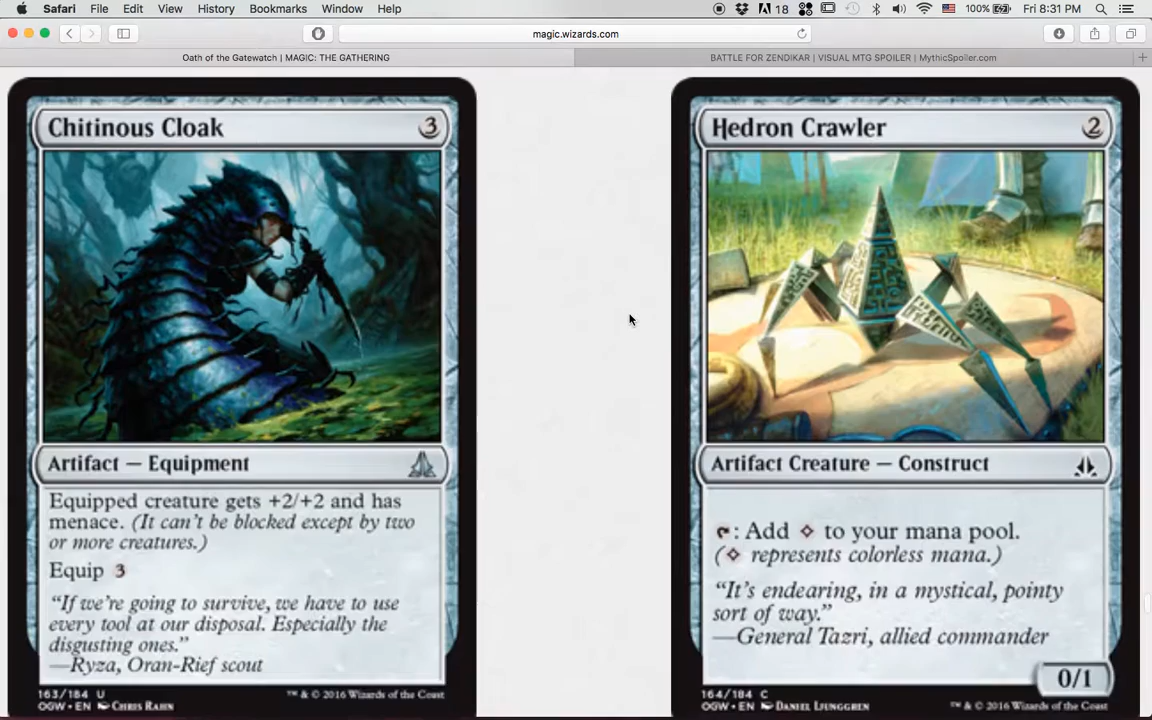 Safari File Edit View History Bookmarks Window Help 18 100% Fri 8:31 PM
magic.wizards.com
Oath of the Gatewatch | MAGIC: THE GATHERING
BATTLE FOR ZENDIKAR | VISUAL MTG SPOILER | MythicSpoiler.com
Chitinous Cloak 3
Artifact — Equipment
Equipped creature gets +2/+2 and has
menace. (It can't be blocked except by two
or more creatures.)
Equip 3
"If we're going to survive, we have to use
every tool at our disposal. Especially the
disgusting ones."
—Ryza, Oran-Rief scout
163/184 U
OGW • EN Chris Rahn
™ & © 2016 Wizards of the Coast
Hedron Crawler 2
Artifact Creature — Construct
: Add to your mana pool.
( represents colorless mana.)
"It's endearing, in a mystical, pointy
sort of way."
—General Tazri, allied commander
0/1
164/184 C
OGW • EN Daniel Ljunggren
™ & © 2016 Wizards of the Coast